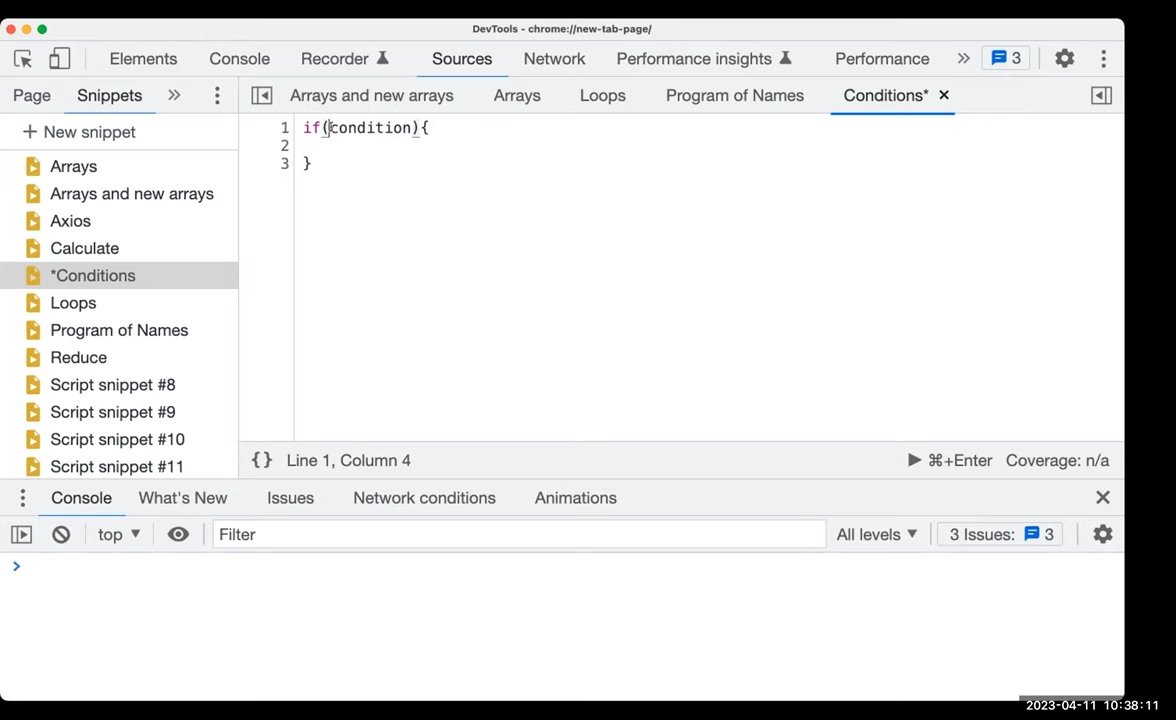 DevTools - chrome://new-tab-page/
Elements Console Recorder Sources Network Performance insights Performance 3
Page Snippets Arrays and new arrays Arrays Loops Program of Names Conditions*
New snippet
Arrays
Arrays and new arrays
Axios
Calculate
*Conditions
Loops
Program of Names
Reduce
Script snippet #8
Script snippet #9
Script snippet #10
Script snippet #11
1 if(condition){
2
3 }
{} Line 1, Column 4 ⌘+Enter Coverage: n/a
Console What's New Issues Network conditions Animations
top Filter All levels 3 Issues: 3
>
2023-04-11 10:38:11